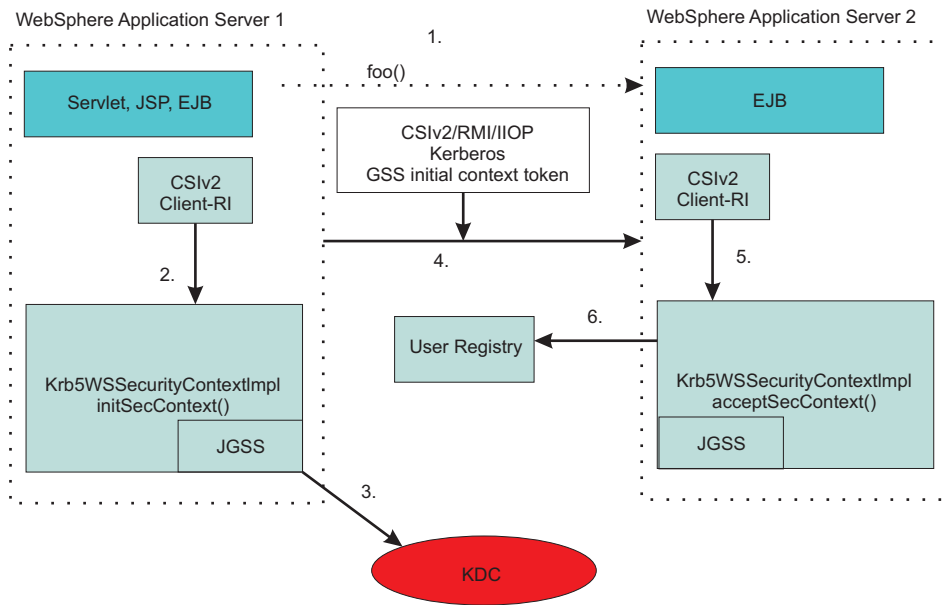 WebSphere Application Server 1
WebSphere Application Server 2
1.
foo()
Servlet, JSP, EJB
EJB
CSIv2/RMI/IIOP
Kerberos
GSS initial context token
CSIv2
Client-RI
CSIv2
Client-RI
2.
4.
5.
6.
User Registry
Krb5WSSecurityContextImpl
initSecContext()
JGSS
Krb5WSSecurityContextImpl
acceptSecContext()
JGSS
3.
KDC